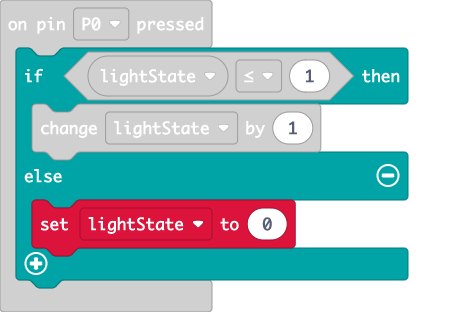 on pin P0 pressed
if lightState ≤ 1 then
change lightState by 1
else
set lightState to 0